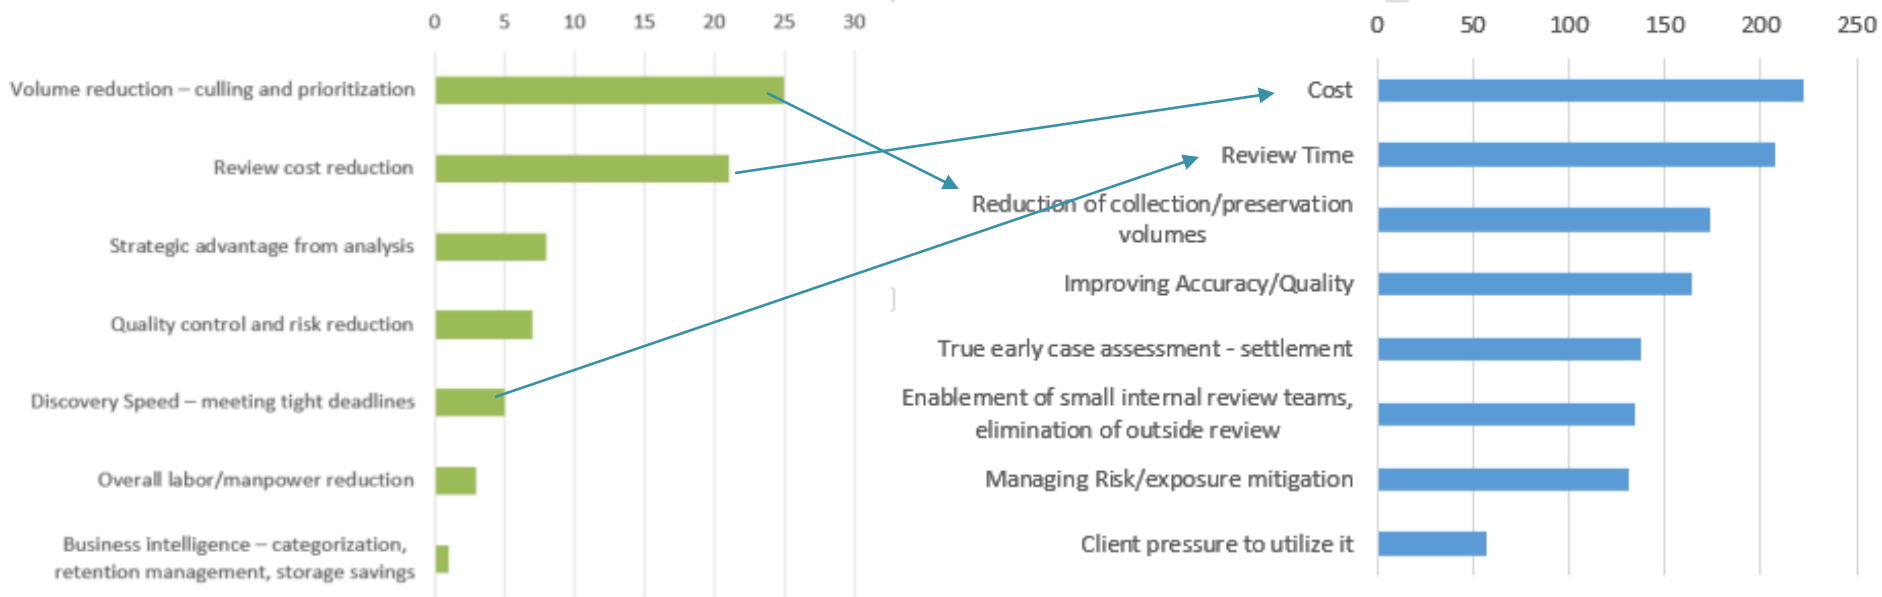 0 5 10 15 20 25 30
Volume reduction – culling and prioritization
Review cost reduction
Strategic advantage from analysis
Quality control and risk reduction
Discovery Speed – meeting tight deadlines
Overall labor/manpower reduction
Business intelligence – categorization,
retention management, storage savings
0 50 100 150 200 250
Cost
Review Time
Reduction of collection/preservation
volumes
Improving Accuracy/Quality
True early case assessment - settlement
Enablement of small internal review teams,
elimination of outside review
Managing Risk/exposure mitigation
Client pressure to utilize it